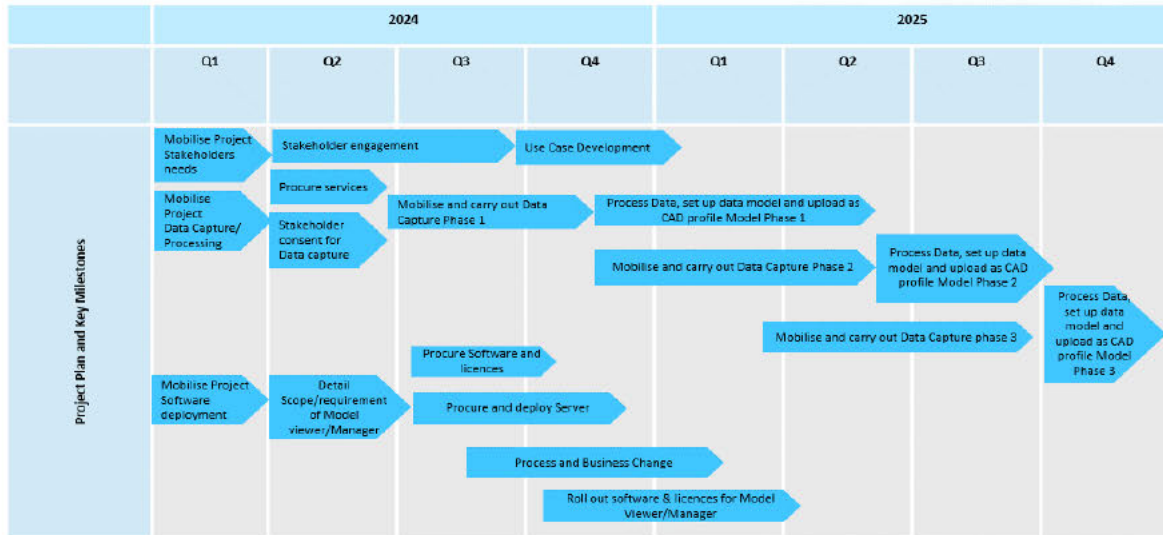 2024
2025
Q1
Q2
Q3
Q4
Q1
Q2
Q3
Q4
Project Plan and Key Milestones
Mobilise Project
Stakeholders
needs
Stakeholder engagement
Use Case Development
Procure services
Mobilise
Project
Data Capture/
Processing
Stakeholder
consent for
Data capture
Mobilise and carry out Data
Capture Phase 1
Process Data, set up data model and upload as
CAD profile Model Phase 1
Mobilise and carry out Data Capture Phase 2
Process Data, set up data
model and upload as CAD
profile Model Phase 2
Mobilise and carry out Data Capture phase 3
Process Data,
set up data
model and
upload as CAD
profile Model
Phase 3
Procure Software and
licences
Mobilise Project
Software
deployment
Detail
Scope/requirement
of Model
viewer/Manager
Procure and deploy Server
Process and Business Change
Roll out software & licences for Model
Viewer/Manager